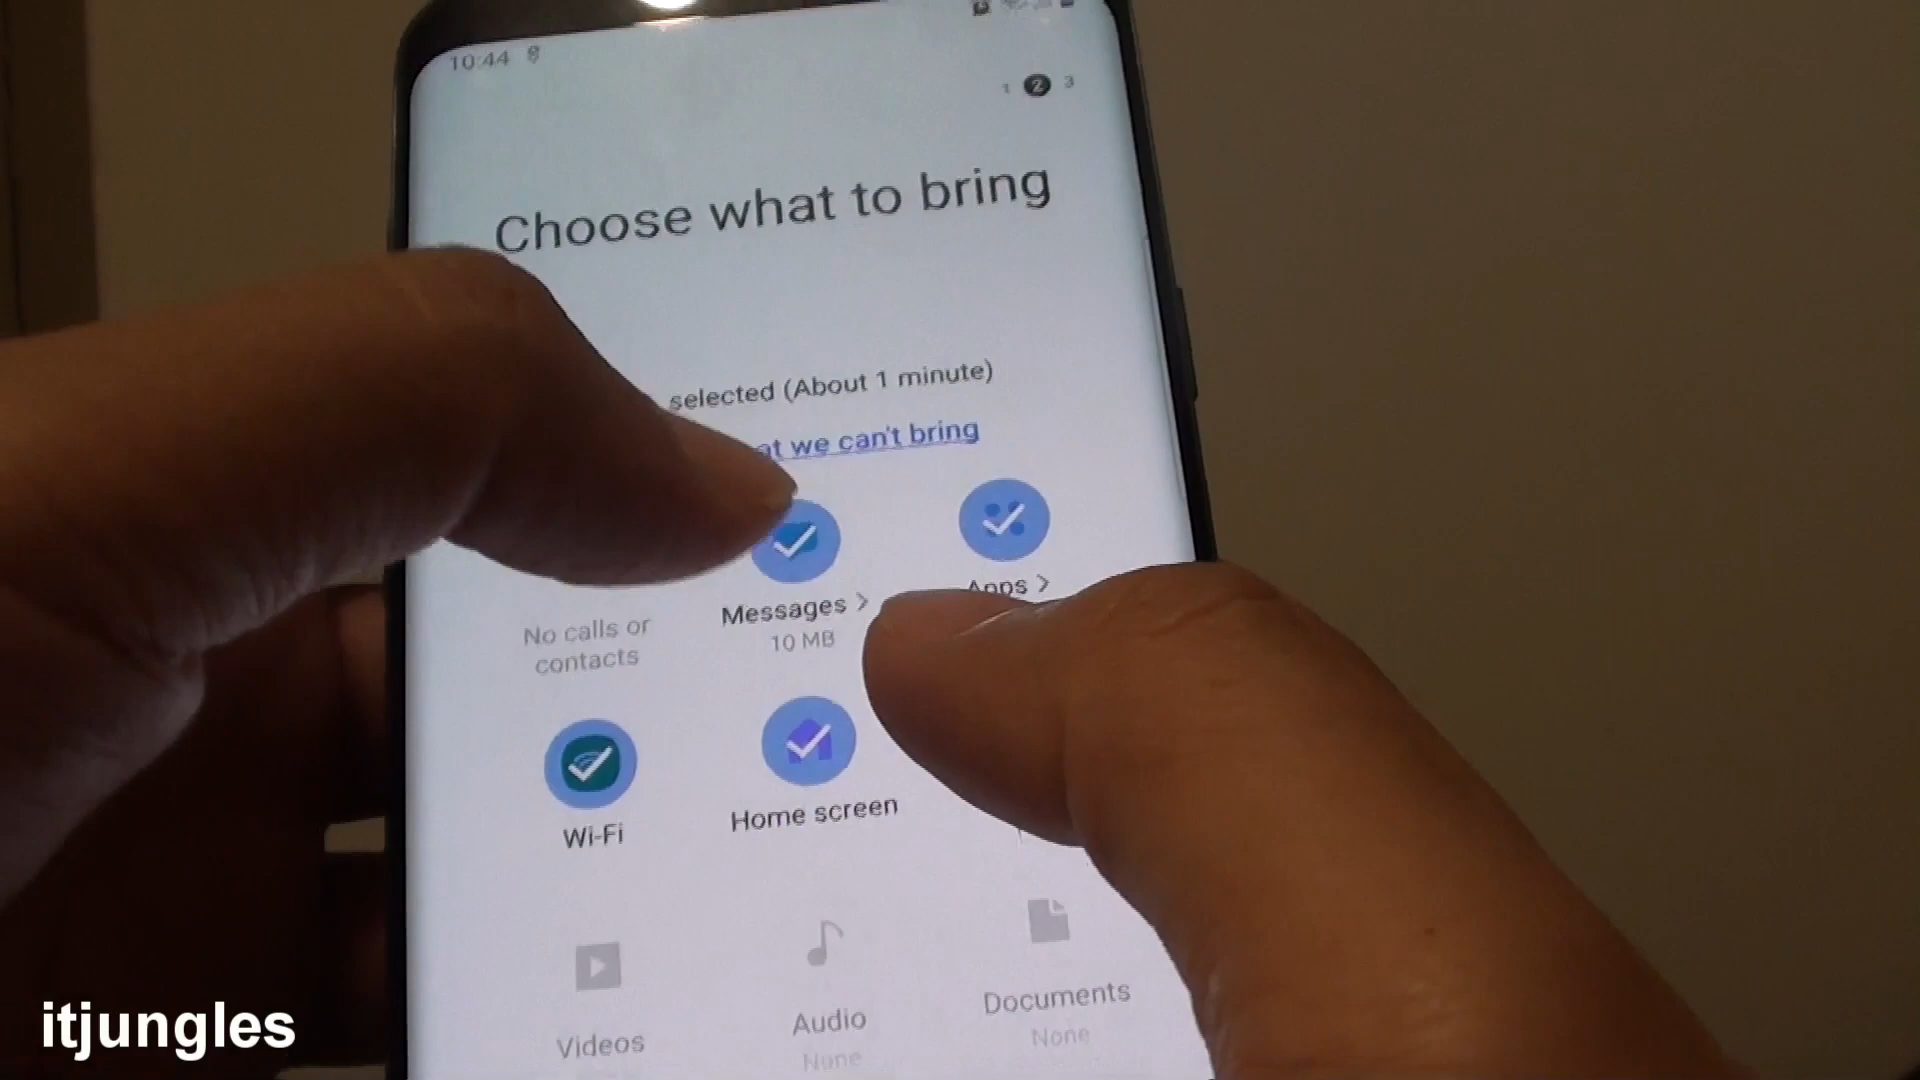 10:44
1 2 3
Choose what to bring
selected (About 1 minute)
we can't bring
Messages >
10 MB
Apps >
No calls or
contacts
Wi-Fi
Home screen
Videos
Audio
None
Documents
None
itjungles